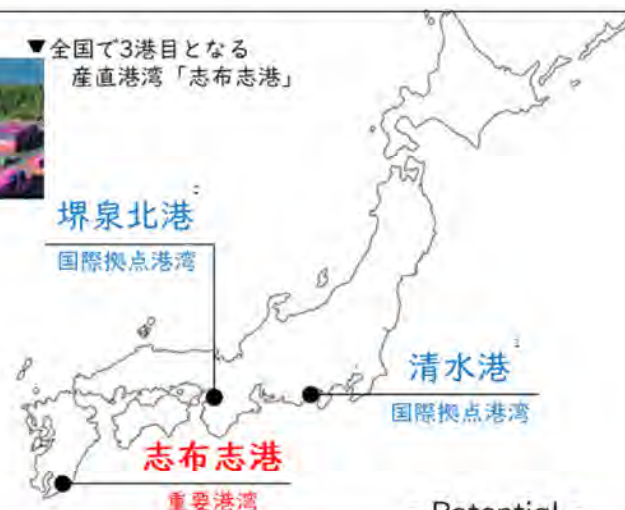 ▼全国で3港目となる
産直港湾「志布志港」
堺泉北港
国際拠点港湾
清水港
国際拠点港湾
志布志港
重要港湾
Potential